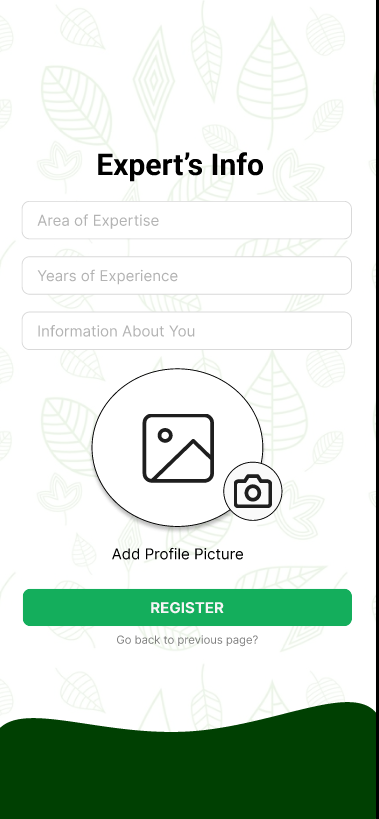 Expert’s Info
Area of Expertise
Years of Experience
Information About You
Add Profile Picture
REGISTER
Go back to previous page?